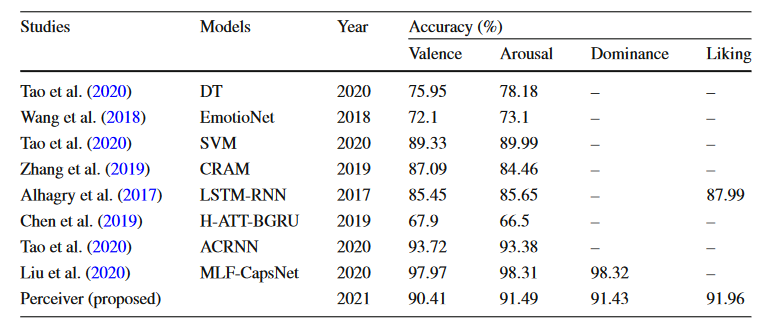 Studies Models Year Accuracy (%)
Valence Arousal Dominance Liking
Tao et al. (2020) DT 2020 75.95 78.18 – –
Wang et al. (2018) EmotioNet 2018 72.1 73.1 – –
Tao et al. (2020) SVM 2020 89.33 89.99 – –
Zhang et al. (2019) CRAM 2019 87.09 84.46 – –
Alhagry et al. (2017) LSTM-RNN 2017 85.45 85.65 – 87.99
Chen et al. (2019) H-ATT-BGRU 2019 67.9 66.5 – –
Tao et al. (2020) ACRNN 2020 93.72 93.38 – –
Liu et al. (2020) MLF-CapsNet 2020 97.97 98.31 98.32 –
Perceiver (proposed) 2021 90.41 91.49 91.43 91.96